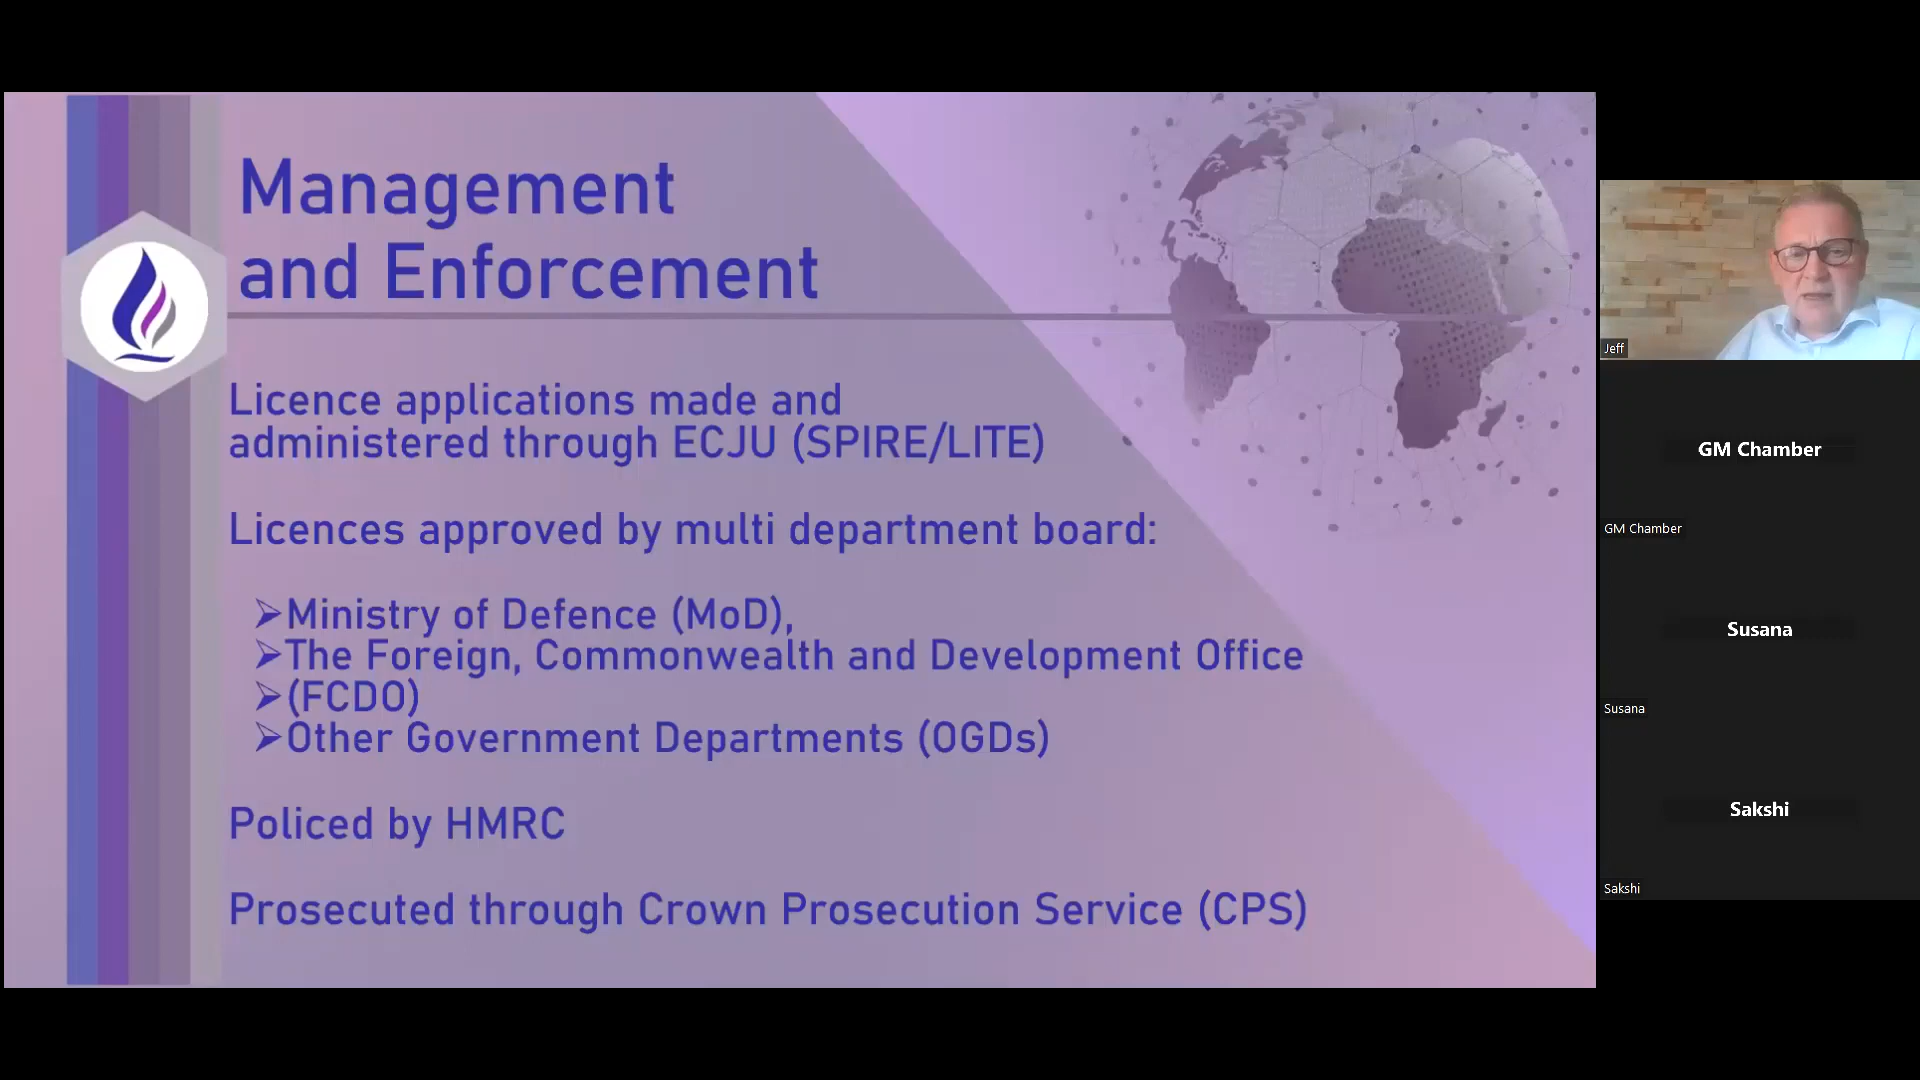 Management
and Enforcement
Licence applications made and
administered through ECJU (SPIRE/LITE)
Licences approved by multi department board:
➢Ministry of Defence (MoD),
➢The Foreign, Commonwealth and Development Office
➢(FCDO)
➢Other Government Departments (OGDs)
Policed by HMRC
Prosecuted through Crown Prosecution Service (CPS)
Jeff
GM Chamber
GM Chamber
Susana
Susana
Sakshi
Sakshi